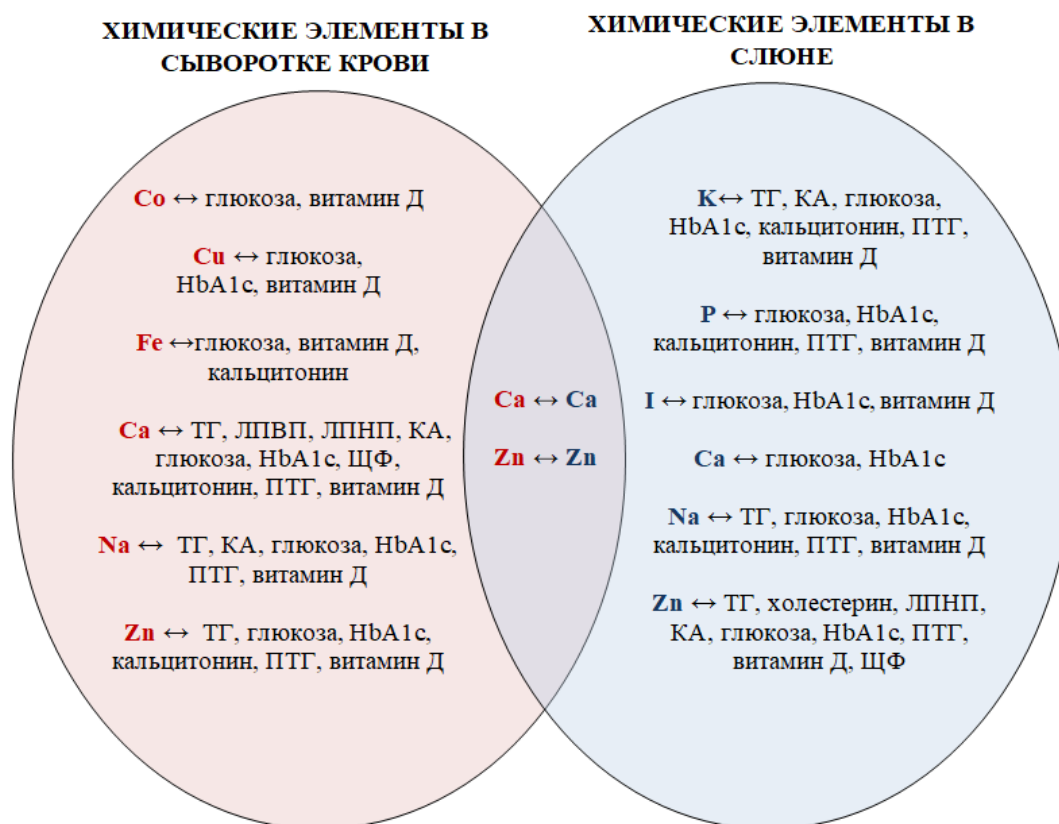 ХИМИЧЕСКИЕ ЭЛЕМЕНТЫ В
СЫВОРОТКЕ КРОВИ
Co ↔ глюкоза, витамин Д
Cu ↔ глюкоза,
HbA1c, витамин Д
Fe ↔глюкоза, витамин Д,
кальцитонин
Ca ↔ ТГ, ЛПВП, ЛПНП, КА,
глюкоза, HbA1c, ЩФ,
кальцитонин, ПТГ, витамин Д
Na ↔ ТГ, КА, глюкоза, HbA1c,
ПТГ, витамин Д
Zn ↔ ТГ, глюкоза, HbA1c,
кальцитонин, ПТГ, витамин Д
Ca ↔ Ca
Zn ↔ Zn
ХИМИЧЕСКИЕ ЭЛЕМЕНТЫ В
СЛЮНЕ
K↔ ТГ, КА, глюкоза,
HbA1c, кальцитонин, ПТГ,
витамин Д
P ↔ глюкоза, HbA1c,
кальцитонин, ПТГ, витамин Д
I ↔ глюкоза, HbA1c, витамин Д
Ca ↔ глюкоза, HbA1c
Na ↔ ТГ, глюкоза, HbA1c,
кальцитонин, ПТГ, витамин Д
Zn ↔ ТГ, холестерин, ЛПНП,
КА, глюкоза, HbA1c, ПТГ,
витамин Д, ЩФ